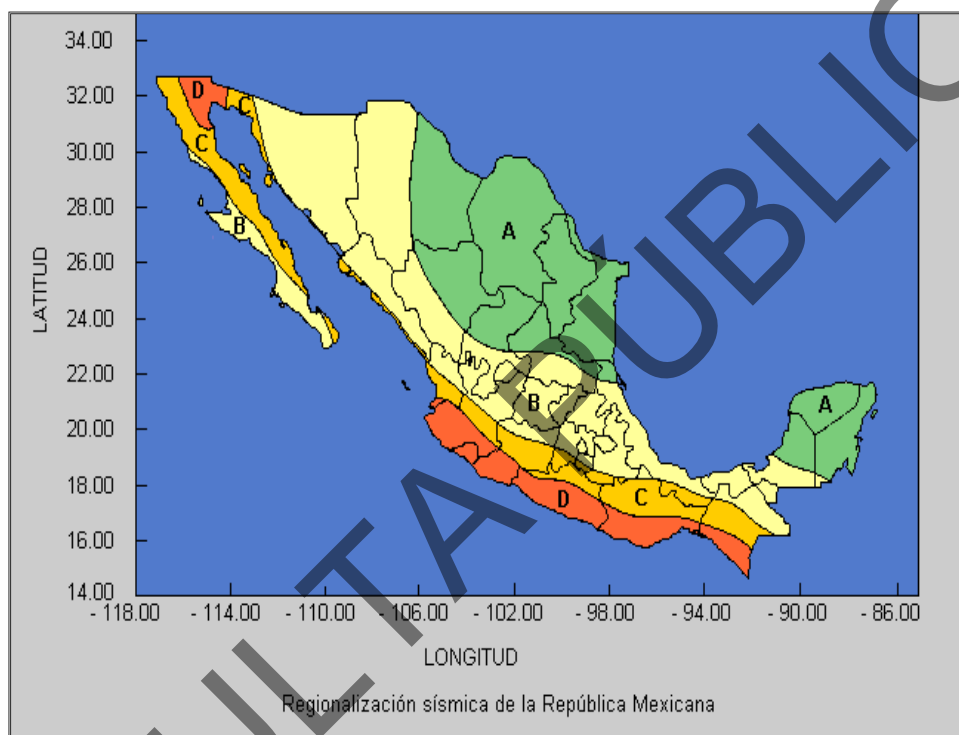 34.00
D
32.00
C
C
30.00
28.00
B
A
26.00
LATITUD
24.00
22.00
B
A
20.00
18.00
D
C
16.00
14.00
- 118.00 - 114.00 - 110.00 - 106.00 - 102.00 - 98.00 - 94.00 - 90.00 - 86.00
LONGITUD
Regionalización sísmica de la República Mexicana
ULTA PÚBLIC